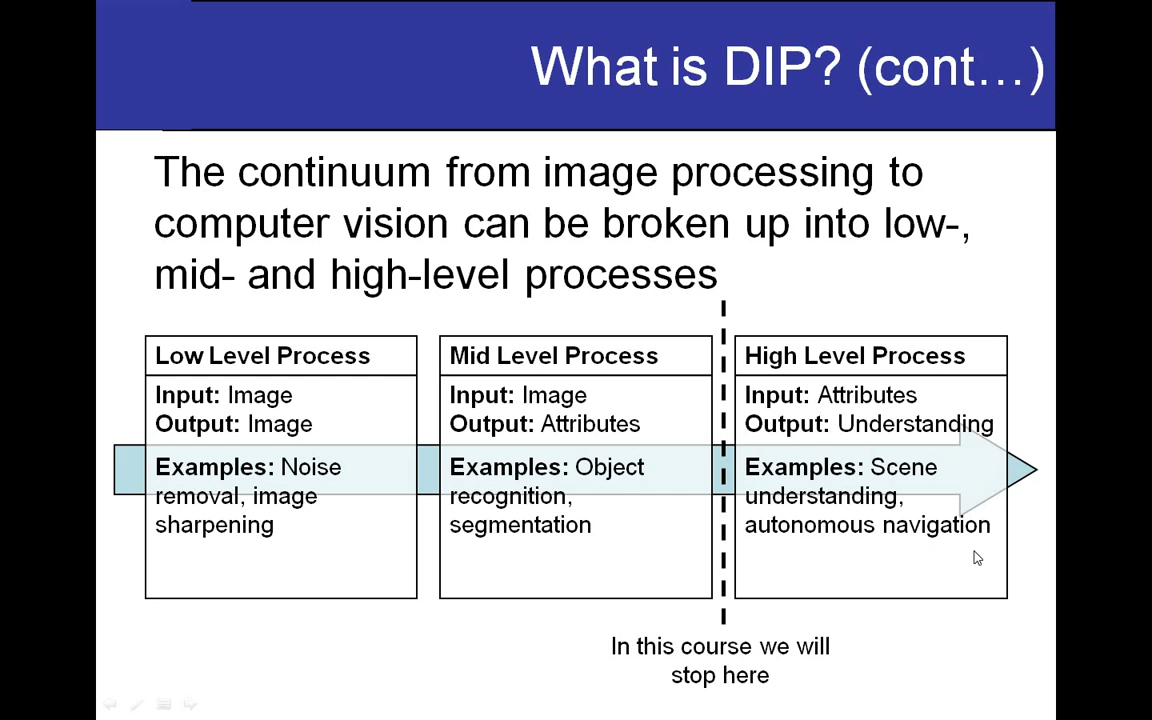 What is DIP? (cont…)
The continuum from image processing to
computer vision can be broken up into low-,
mid- and high-level processes
Low Level Process
Input: Image
Output: Image
Examples: Noise
removal, image
sharpening
Mid Level Process
Input: Image
Output: Attributes
Examples: Object
recognition,
segmentation
High Level Process
Input: Attributes
Output: Understanding
Examples: Scene
understanding,
autonomous navigation
In this course we will
stop here